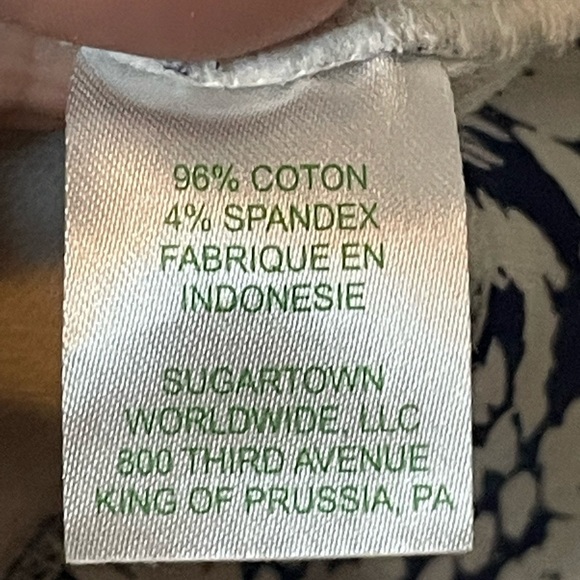 96% COTON
4% SPANDEX
FABRIQUE EN
INDONESIE
SUGARTOWN
WORLDWIDE, LLC
800 THIRD AVENUE
KING OF PRUSSIA, PA